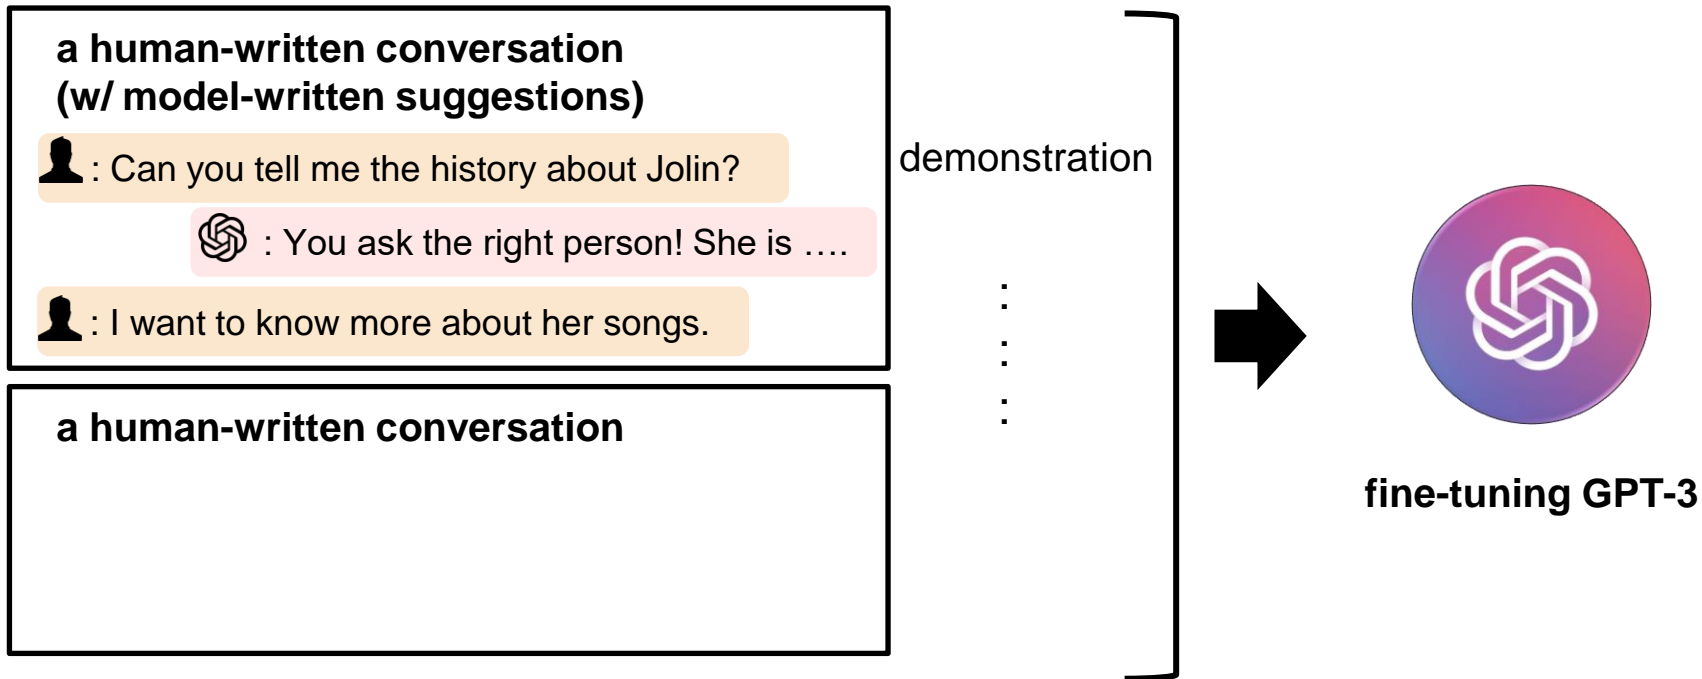 a human-written conversation
(w/ model-written suggestions)
: Can you tell me the history about Jolin?
: You ask the right person! She is ….
: I want to know more about her songs.
demonstration
a human-written conversation
fine-tuning GPT-3